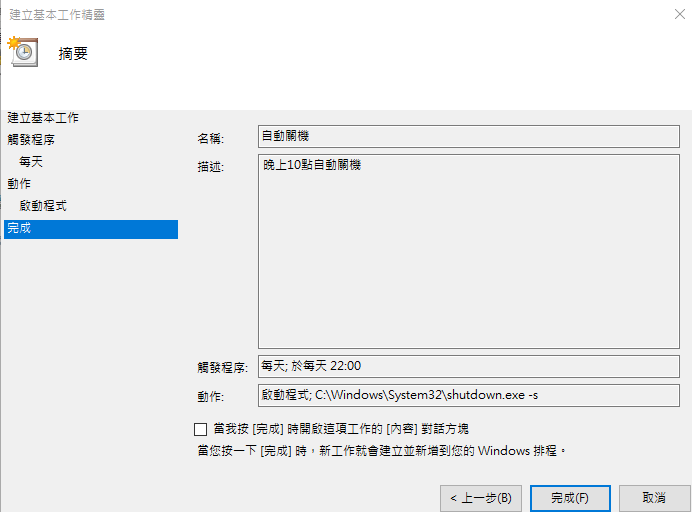 建立基本工作精靈
摘要
建立基本工作
觸發程序
每天
動作
啟動程式
完成
名稱:
自動關機
描述:
晚上10點自動關機
觸發程序:
每天; 於每天 22:00
動作:
啟動程式; C:\Windows\System32\shutdown.exe -s
當我按 [完成] 時開啟這項工作的 [內容] 對話方塊
當您按一下 [完成] 時，新工作就會建立並新增到您的 Windows 排程。
< 上一步(B)
完成(F)
取消